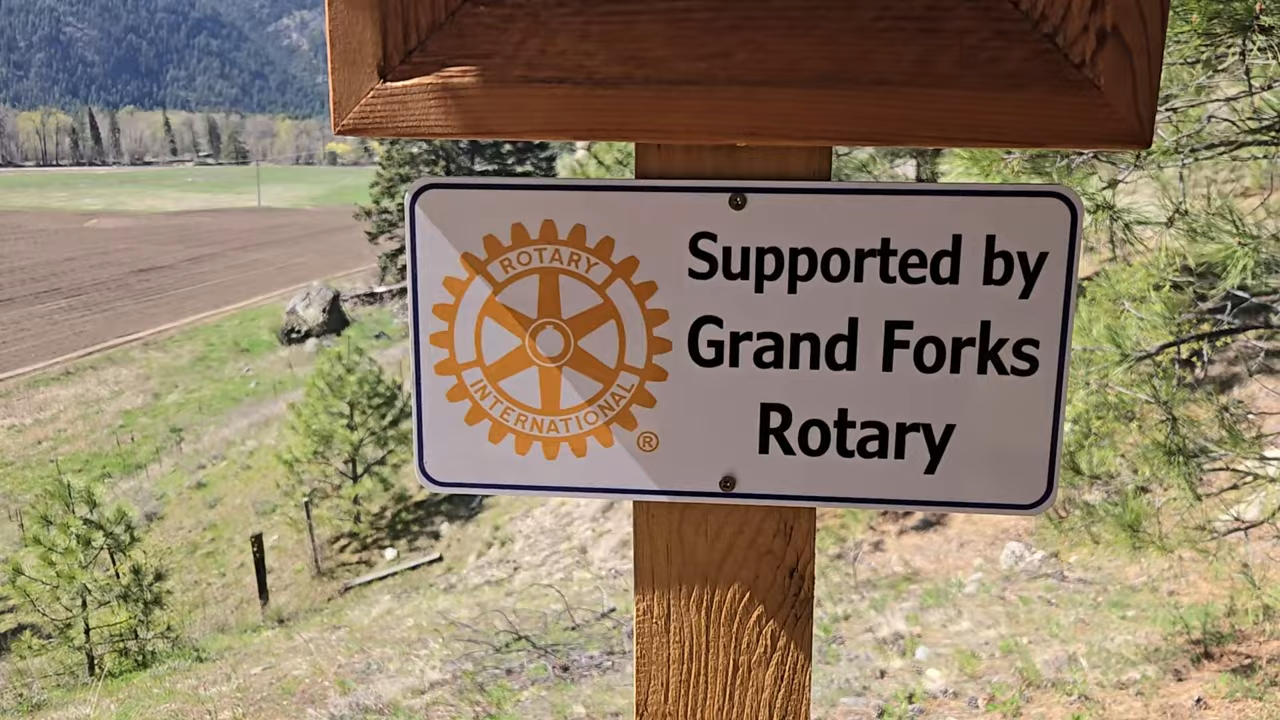 ROTARY
INTERNATIONAL
®
Supported by
Grand Forks
Rotary